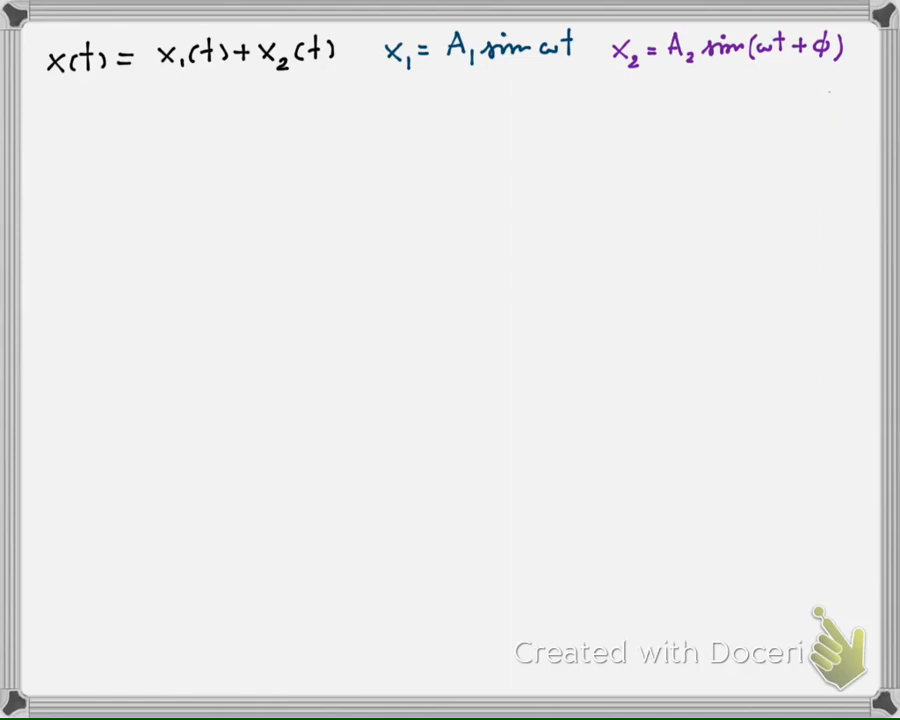 x(t) = x₁(t) + x₂(t) x₁ = A₁ sin ωt x₂ = A₂ sin(ωt + ϕ)
Created with Doceri